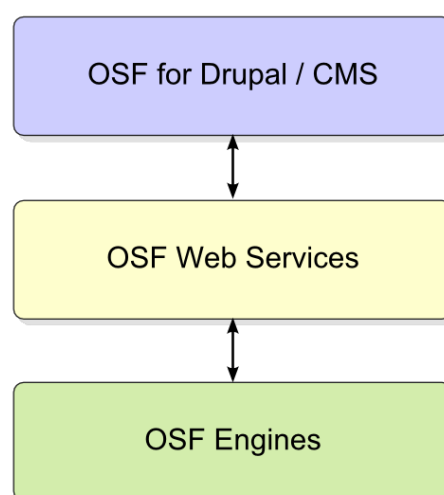 OSF for Drupal / CMS
OSF Web Services
OSF Engines